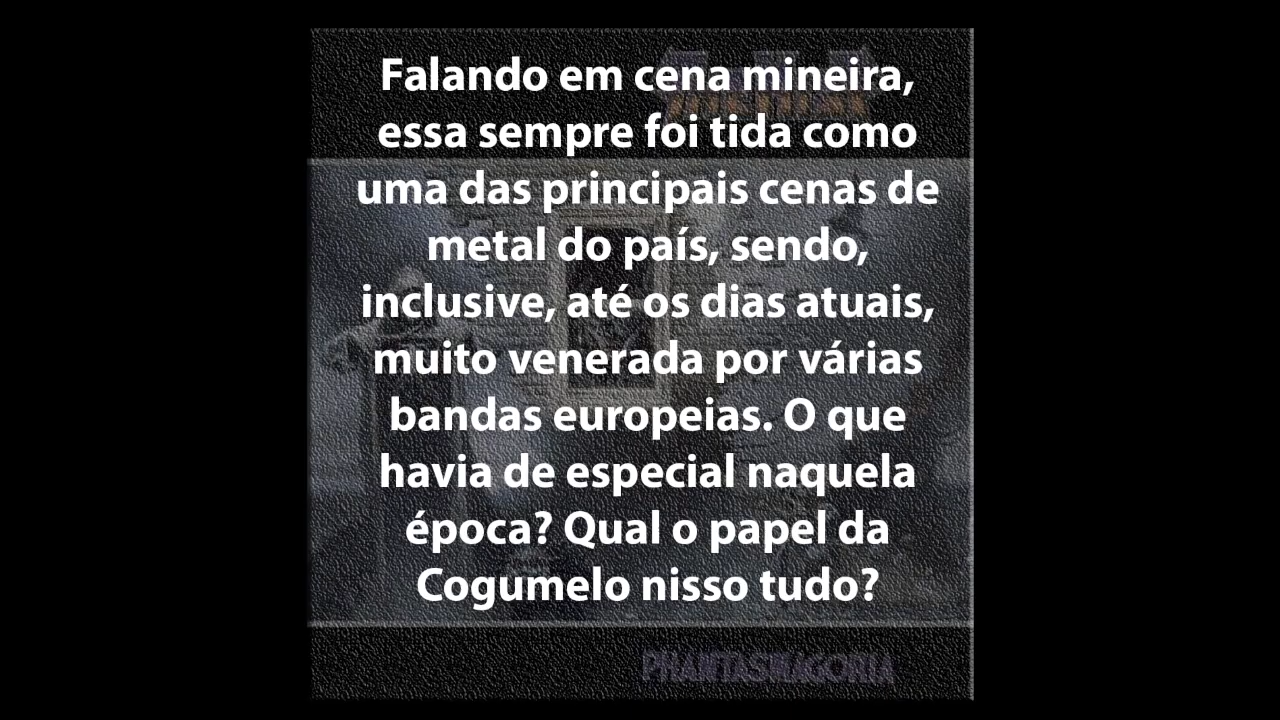 Falando em cena mineira,
essa sempre foi tida como
uma das principais cenas de
metal do país, sendo,
inclusive, até os dias atuais,
muito venerada por várias
bandas europeias. O que
havia de especial naquela
época? Qual o papel da
Cogumelo nisso tudo?
PHANTASMAGORIA